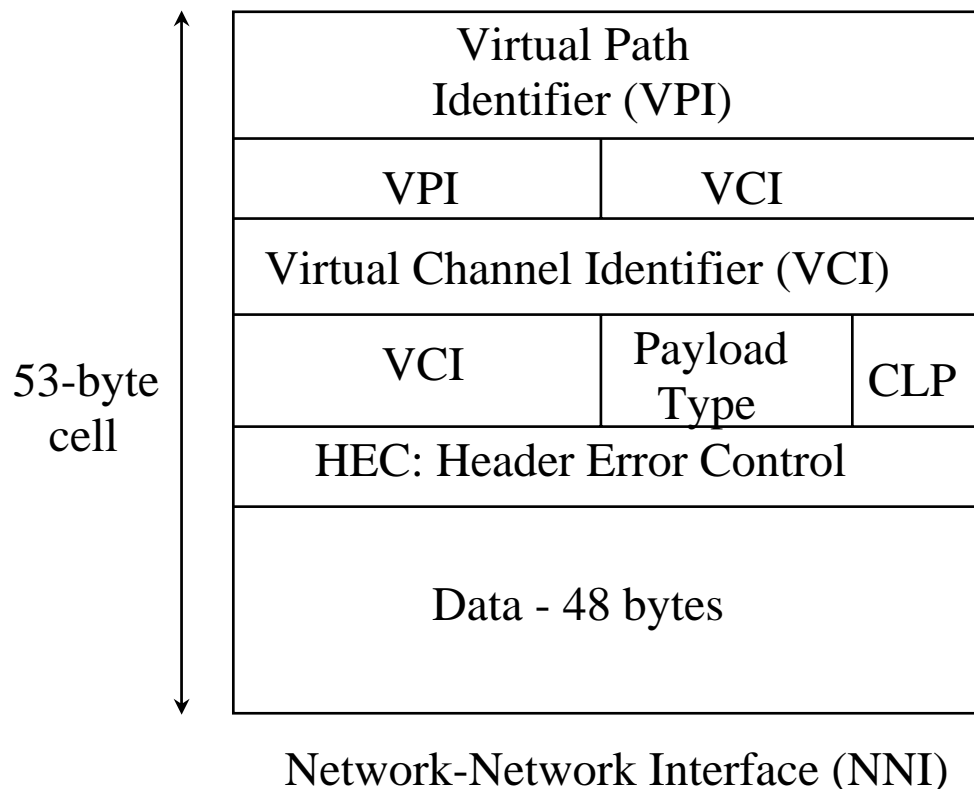 Virtual Path
Identifier (VPI)
VPI
VCI
Virtual Channel Identifier (VCI)
VCI
Payload
Type
CLP
53-byte
cell
HEC: Header Error Control
Data - 48 bytes
Network-Network Interface (NNI)